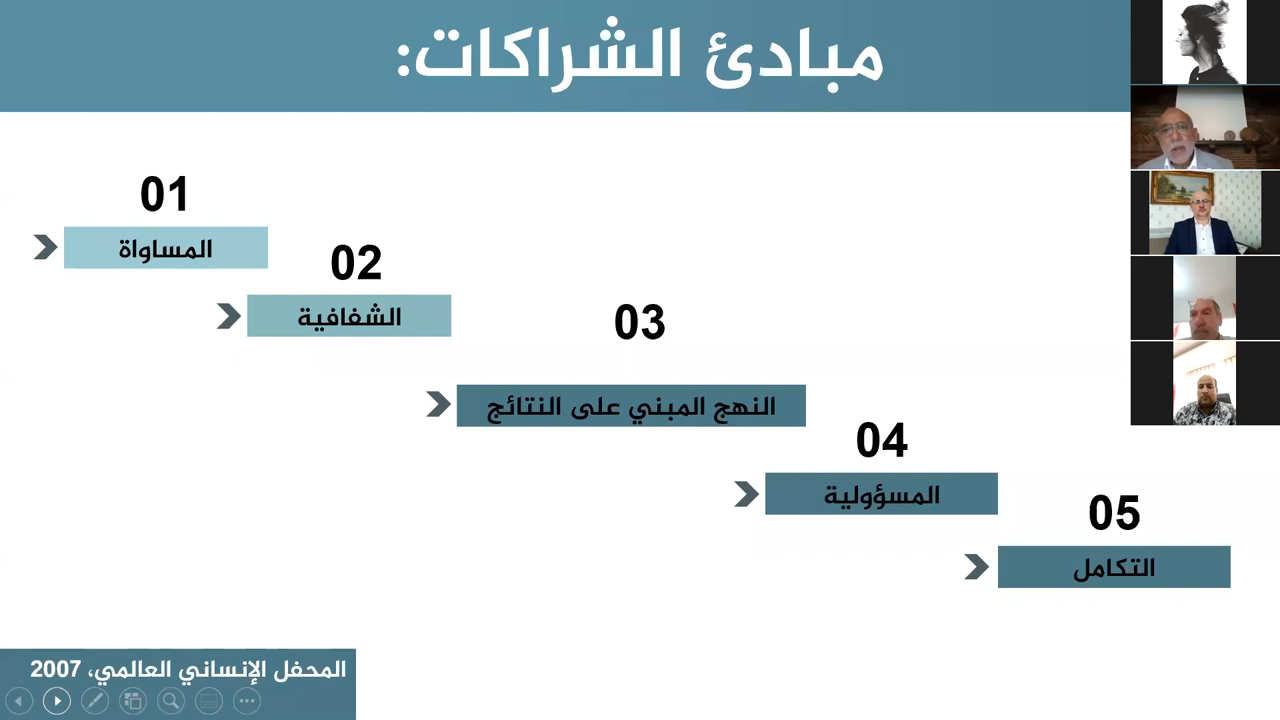 مبادئ الشراكات:
01
المساواة
02
الشفافية
03
النهج المبني على النتائج
04
المسؤولية
05
التكامل
المحفل الإنساني العالمي، 2007